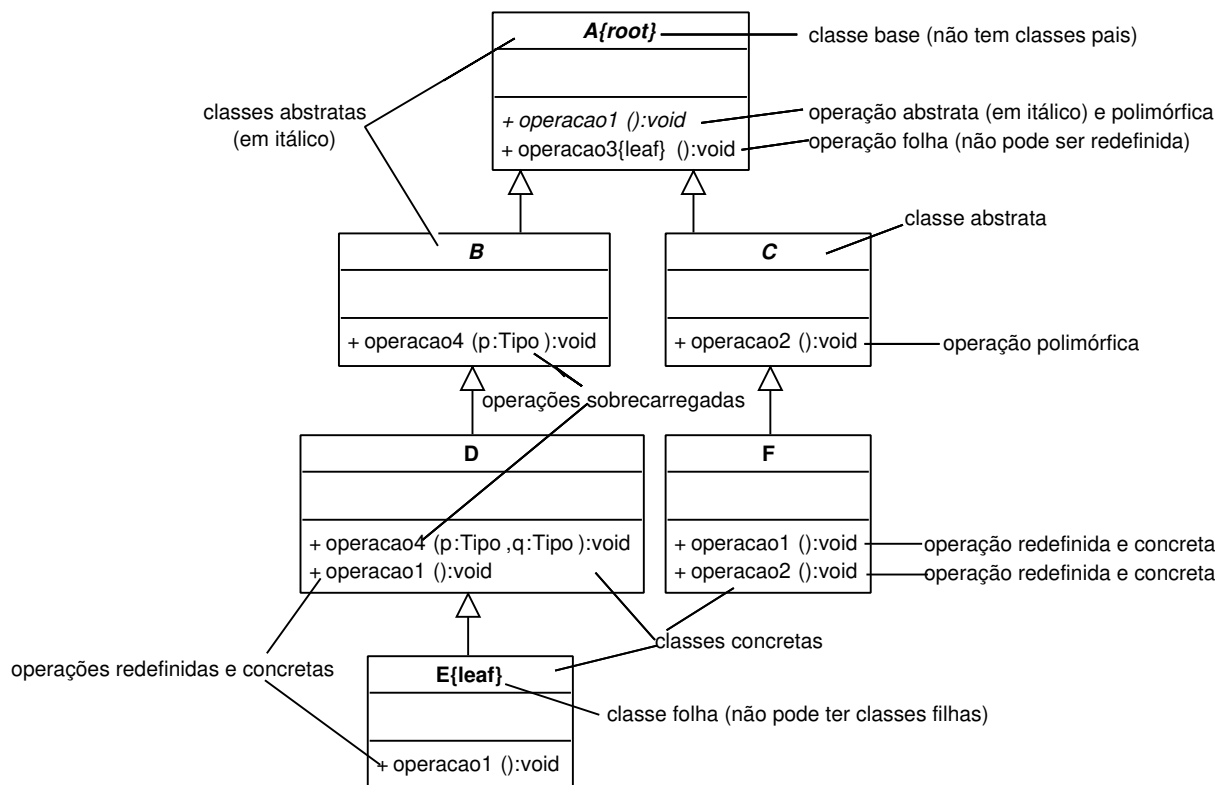 A{root}
classe base (não tem classes pais)
classes abstratas
(em itálico)
+ operacao1 ():void
operação abstrata (em itálico) e polimórfica
+ operacao3{leaf} ():void
operação folha (não pode ser redefinida)
classe abstrata
B
C
+ operacao4 (p:Tipo ):void
+ operacao2 ():void
operação polimórfica
operações sobrecarregadas
D
F
+ operacao4 (p:Tipo ,q:Tipo ):void
+ operacao1 ():void
+ operacao1 ():void
operação redefinida e concreta
+ operacao2 ():void
operação redefinida e concreta
classes concretas
operações redefinidas e concretas
E{leaf}
classe folha (não pode ter classes filhas)
+ operacao1 ():void